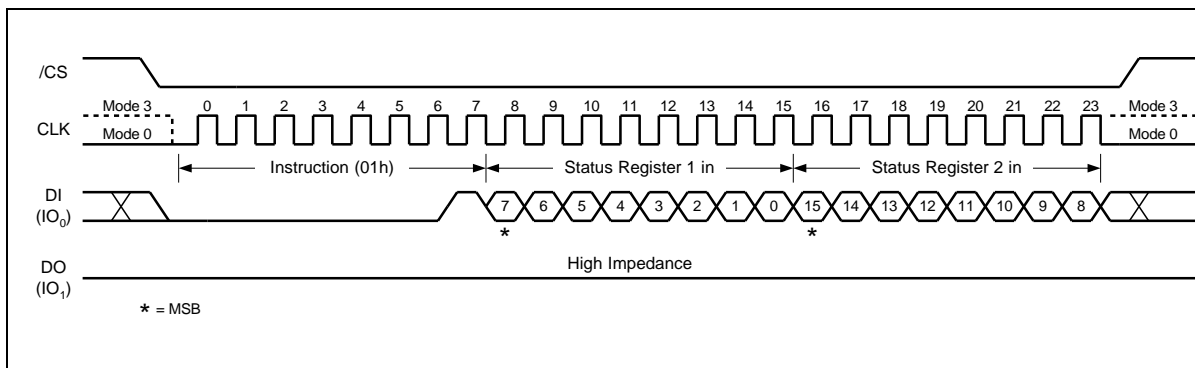 /CS
Mode 3 0 1 2 3 4 5 6 7 8 9 10 11 12 13 14 15 16 17 18 19 20 21 22 23 Mode 3
CLK Mode 0 Mode 0
Instruction (01h) Status Register 1 in Status Register 2 in
DI
(IO0) 7 6 5 4 3 2 1 0 15 14 13 12 11 10 9 8
* *
High Impedance
DO
(IO1)
* = MSB